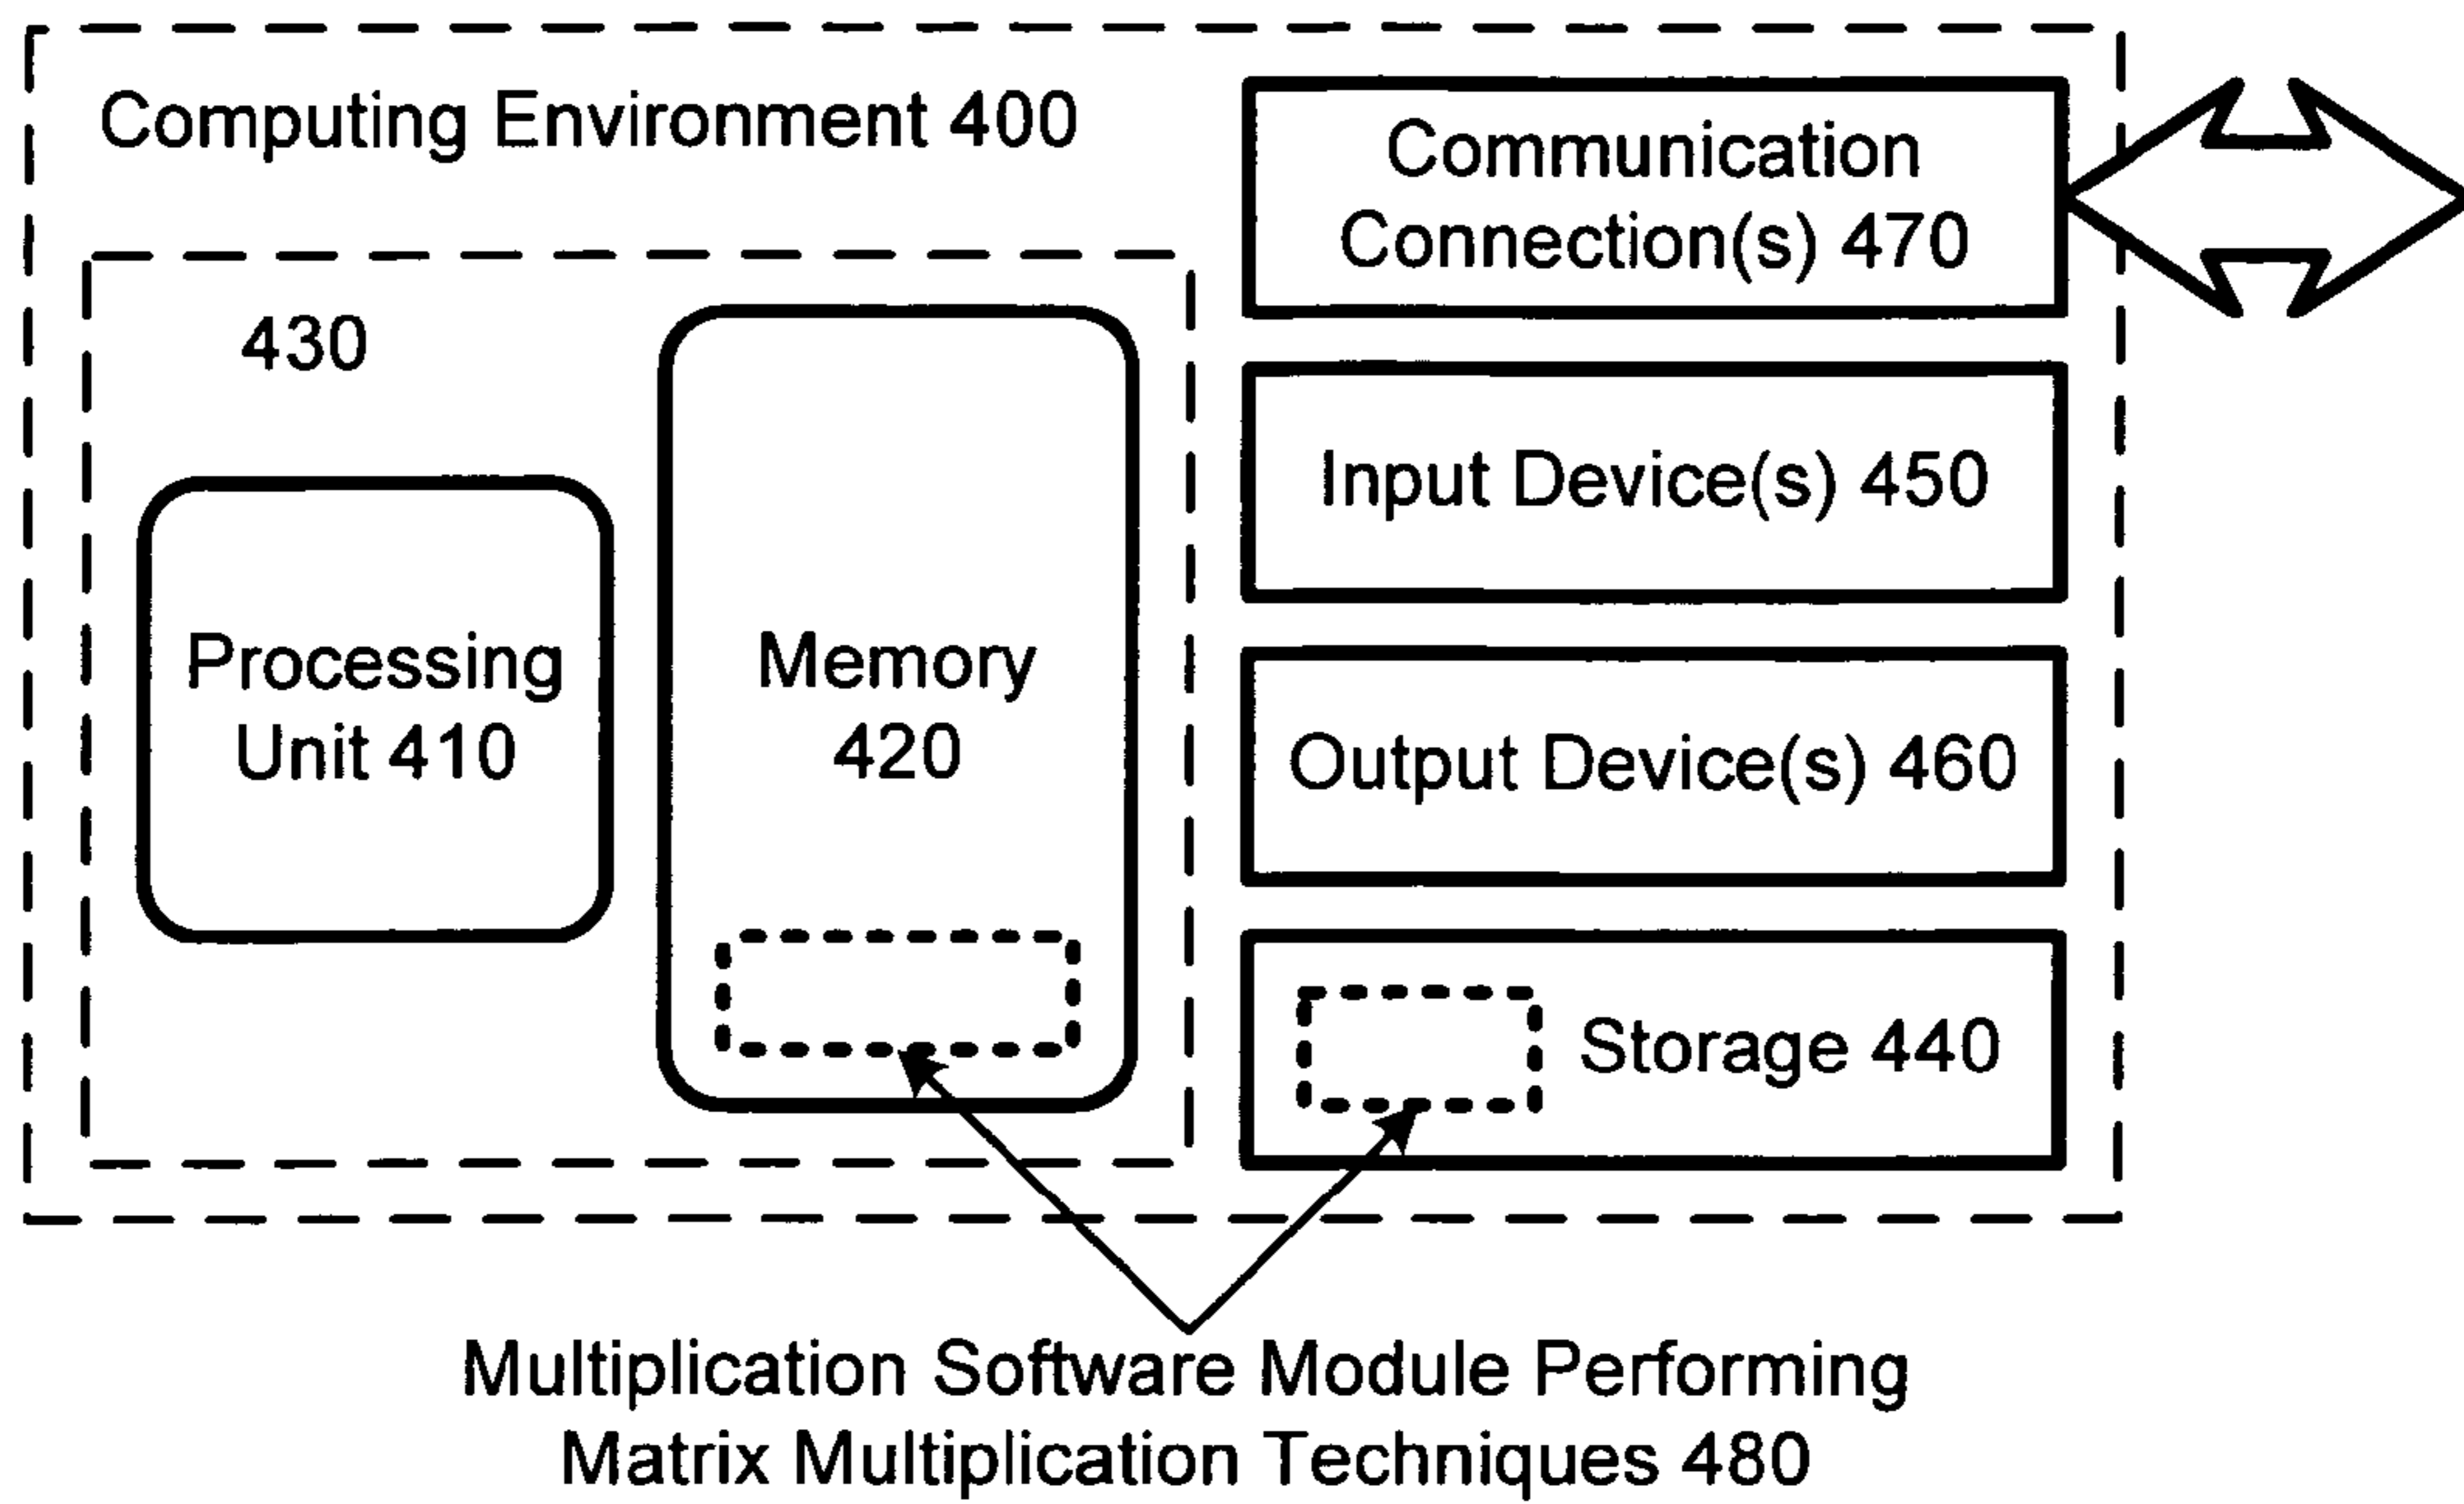 Computing Environment 400
Communication
Connection(s) 470
430
Input Device(s) 450
Processing
Unit 410
Memory
420
Output Device(s) 460
Storage 440
Multiplication Software Module Performing
Matrix Multiplication Techniques 480